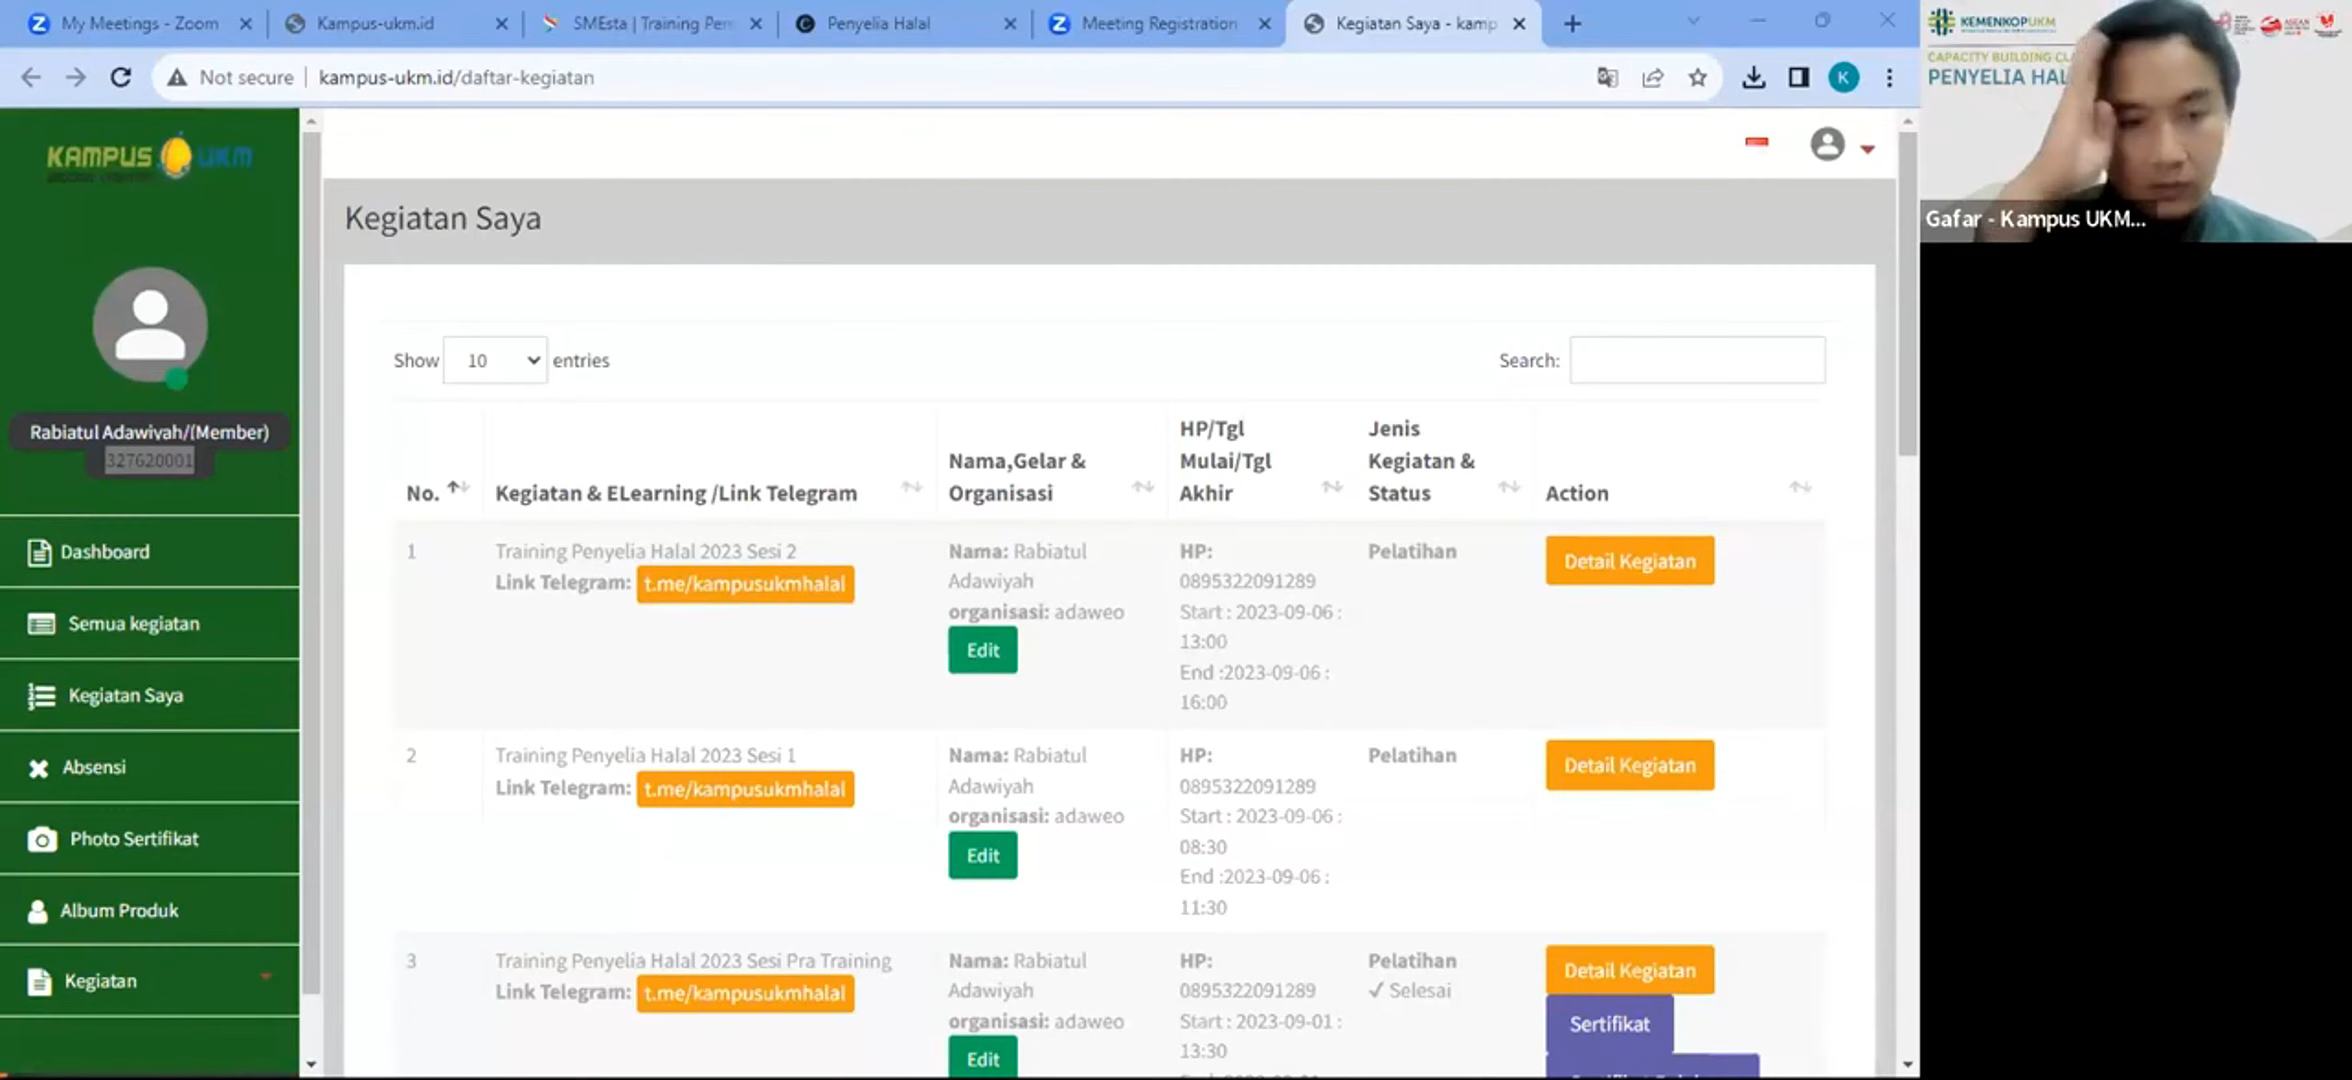 My Meetings - Zoom
Kampus-ukm.id
SMEsta | Training Pen
Penyelia Halal
Meeting Registration
Kegiatan Saya - kamp
Not secure
kampus-ukm.id/daftar-kegiatan
K
KEMENKOPUKM
CAPACITY BUILDING CL
PENYELIA HAL
Gafar - Kampus UKM...
KAMPUS UKM
Rabiatul Adawiyah/(Member)
327620001
Dashboard
Semua kegiatan
Kegiatan Saya
Absensi
Photo Sertifikat
Album Produk
Kegiatan
Kegiatan Saya
Show 10 entries
Search:
No.
Kegiatan & ELearning /Link Telegram
Nama,Gelar &
Organisasi
HP/Tgl
Mulai/Tgl
Akhir
Jenis
Kegiatan &
Status
Action
1
Training Penyelia Halal 2023 Sesi 2
Link Telegram: t.me/kampusukmhalal
Nama: Rabiatul
Adawiyah
organisasi: adaweo
Edit
HP:
0895322091289
Start : 2023-09-06 :
13:00
End :2023-09-06 :
16:00
Pelatihan
Detail Kegiatan
2
Training Penyelia Halal 2023 Sesi 1
Link Telegram: t.me/kampusukmhalal
Nama: Rabiatul
Adawiyah
organisasi: adaweo
Edit
HP:
0895322091289
Start : 2023-09-06 :
08:30
End :2023-09-06 :
11:30
Pelatihan
Detail Kegiatan
3
Training Penyelia Halal 2023 Sesi Pra Training
Link Telegram: t.me/kampusukmhalal
Nama: Rabiatul
Adawiyah
organisasi: adaweo
Edit
HP:
0895322091289
Start : 2023-09-01 :
13:30
Pelatihan
✓ Selesai
Detail Kegiatan
Sertifikat